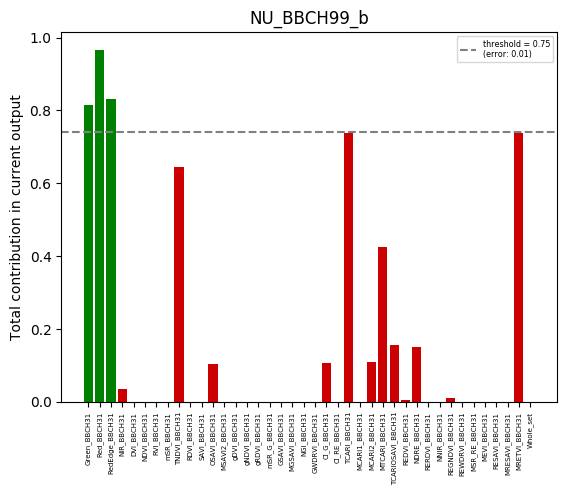 NU_BBCH99_b
threshold = 0.75
(error: 0.01)
Total contribution in current output
1.0
0.8
0.6
0.4
0.2
0.0
Green_BBCH31
Red_BBCH31
RedEdge_BBCH31
NIR_BBCH31
DVI_BBCH31
NDVI_BBCH31
RVI_BBCH31
mSR_BBCH31
TNDVI_BBCH31
RDVI_BBCH31
SAVI_BBCH31
OSAVI_BBCH31
MSAVI2_BBCH31
gDVI_BBCH31
gNDVI_BBCH31
gRDVI_BBCH31
mSR_G_BBCH31
GSAVI_BBCH31
MGSAVI_BBCH31
NGI_BBCH31
GWDRVI_BBCH31
CI_G_BBCH31
CI_RE_BBCH31
TCARI_BBCH31
MCARI1_BBCH31
MCARI2_BBCH31
MTCARI_BBCH31
TCARIOSAVI_BBCH31
REDVI_BBCH31
NDRE_BBCH31
RERDVI_BBCH31
NNIR_BBCH31
REGNDVI_BBCH31
REWDRVI_BBCH31
MSR_RE_BBCH31
MEVI_BBCH31
RESAVI_BBCH31
MRESAVI_BBCH31
MRETVI_BBCH31
Whole_set